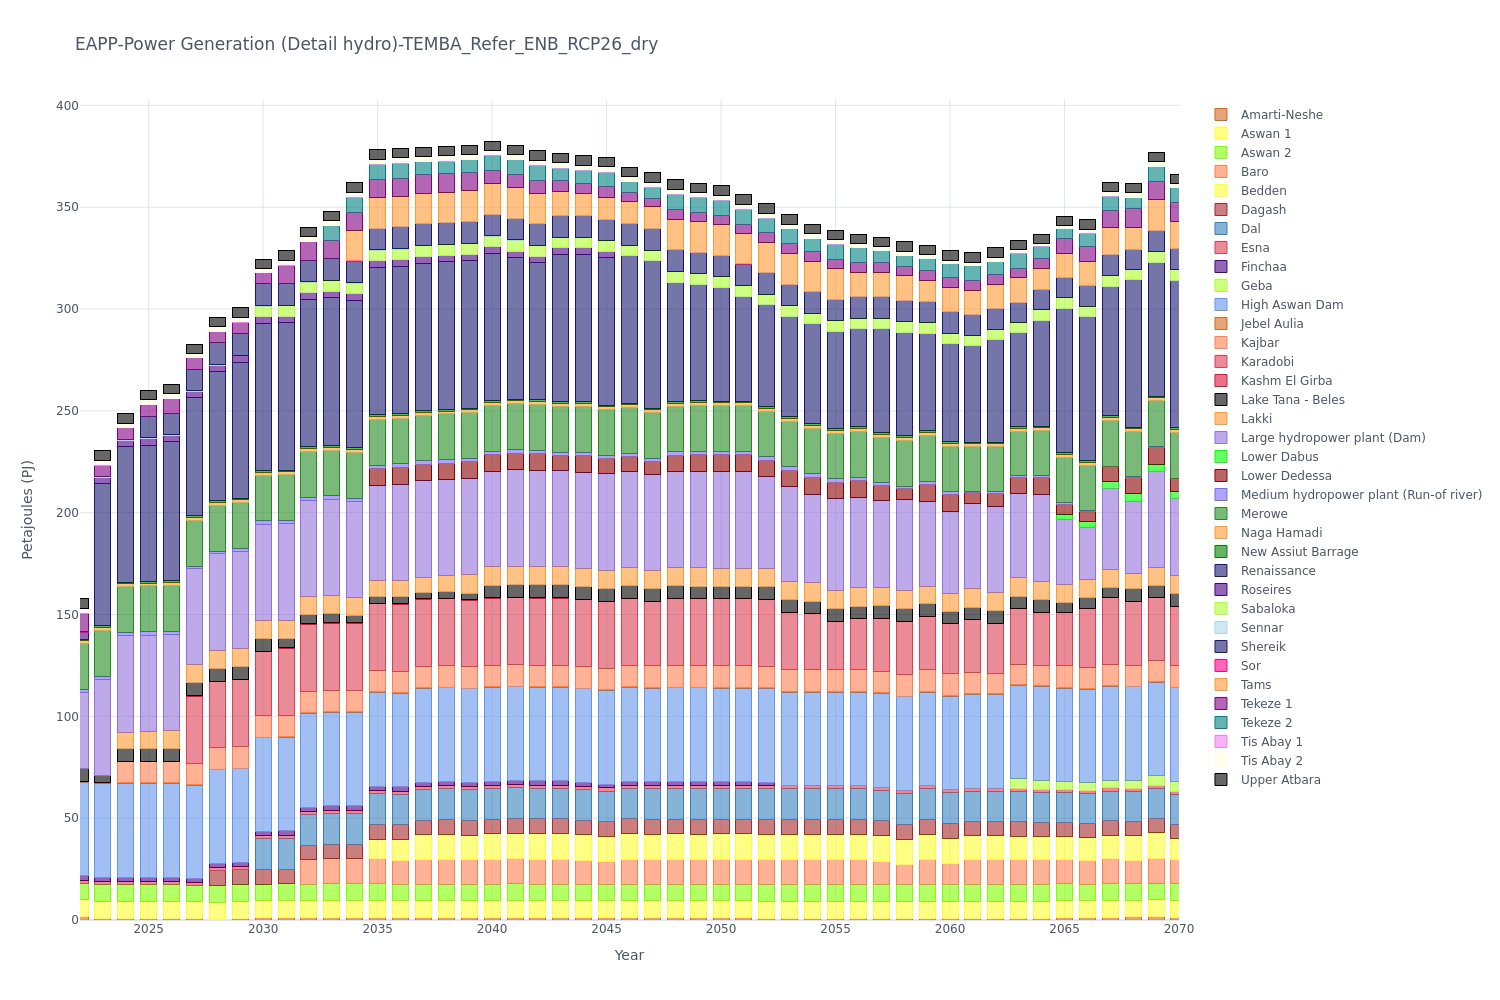 EAPP-Power Generation (Detail hydro)-TEMBA_Refer_ENB_RCP26_dry
400
350
300
250
200
150
100
50
0
Petajoules (PJ)
2025
2030
2035
2040
2045
2050
2055
2060
2065
2070
Year
Amarti-Neshe
Aswan 1
Aswan 2
Baro
Bedden
Dagash
Dal
Esna
Finchaa
Geba
High Aswan Dam
Jebel Aulia
Kajbar
Karadobi
Kashm El Girba
Lake Tana - Beles
Lakki
Large hydropower plant (Dam)
Lower Dabus
Lower Dedessa
Medium hydropower plant (Run-of river)
Merowe
Naga Hamadi
New Assiut Barrage
Renaissance
Roseires
Sabaloka
Sennar
Shereik
Sor
Tams
Tekeze 1
Tekeze 2
Tis Abay 1
Tis Abay 2
Upper Atbara